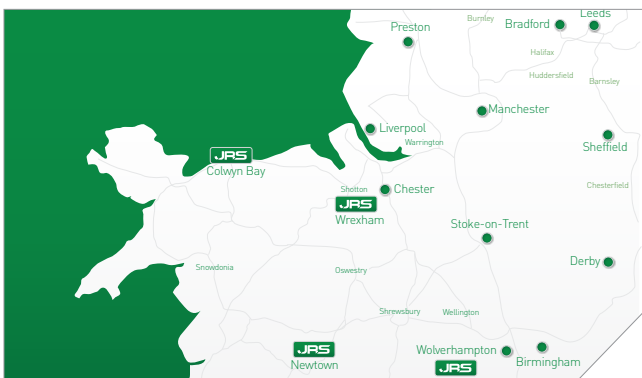 Leeds
Burnley
Bradford
Preston
Halifax
Huddersfield
Barnsley
Manchester
Liverpool
Warrington
Sheffield
JRS
Colwyn Bay
Chesterfield
Shotton
Chester
JRS
Wrexham
Stoke-on-Trent
Derby
Snowdonia
Oswestry
Shrewsbury
Wellington
JRS
Newtown
Wolverhampton
JRS
Birmingham